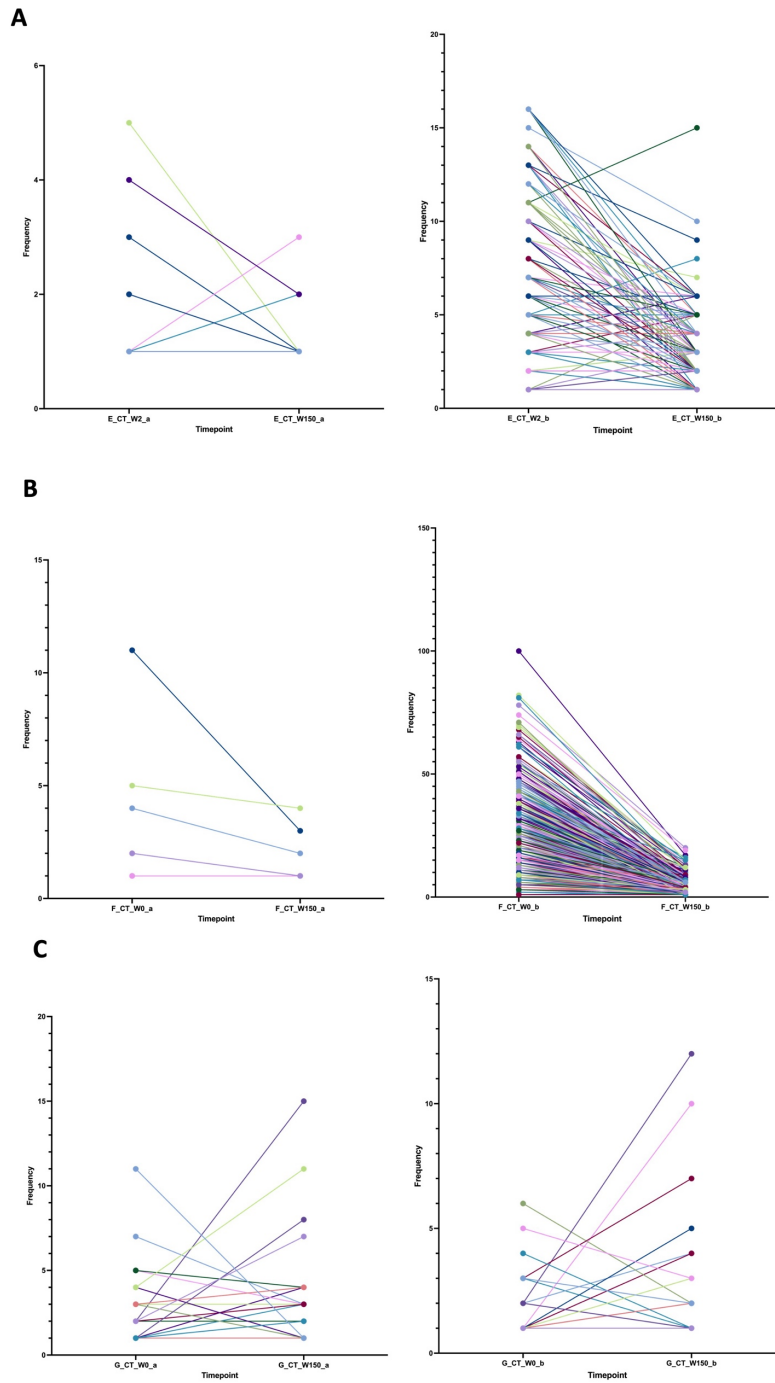 A
6
4
2
0
Frequency
E_CT_W2_a
E_CT_W150_a
Timepoint
20
15
10
5
0
Frequency
E_CT_W2_b
E_CT_W150_b
Timepoint
B
15
10
5
0
Frequency
F_CT_W0_a
F_CT_W150_a
Timepoint
150
100
50
0
Frequency
F_CT_W0_b
F_CT_W150_b
Timepoint
C
20
15
10
5
0
Frequency
G_CT_W0_a
G_CT_W150_a
Timepoint
15
10
5
0
Frequency
G_CT_W0_b
G_CT_W150_b
Timepoint